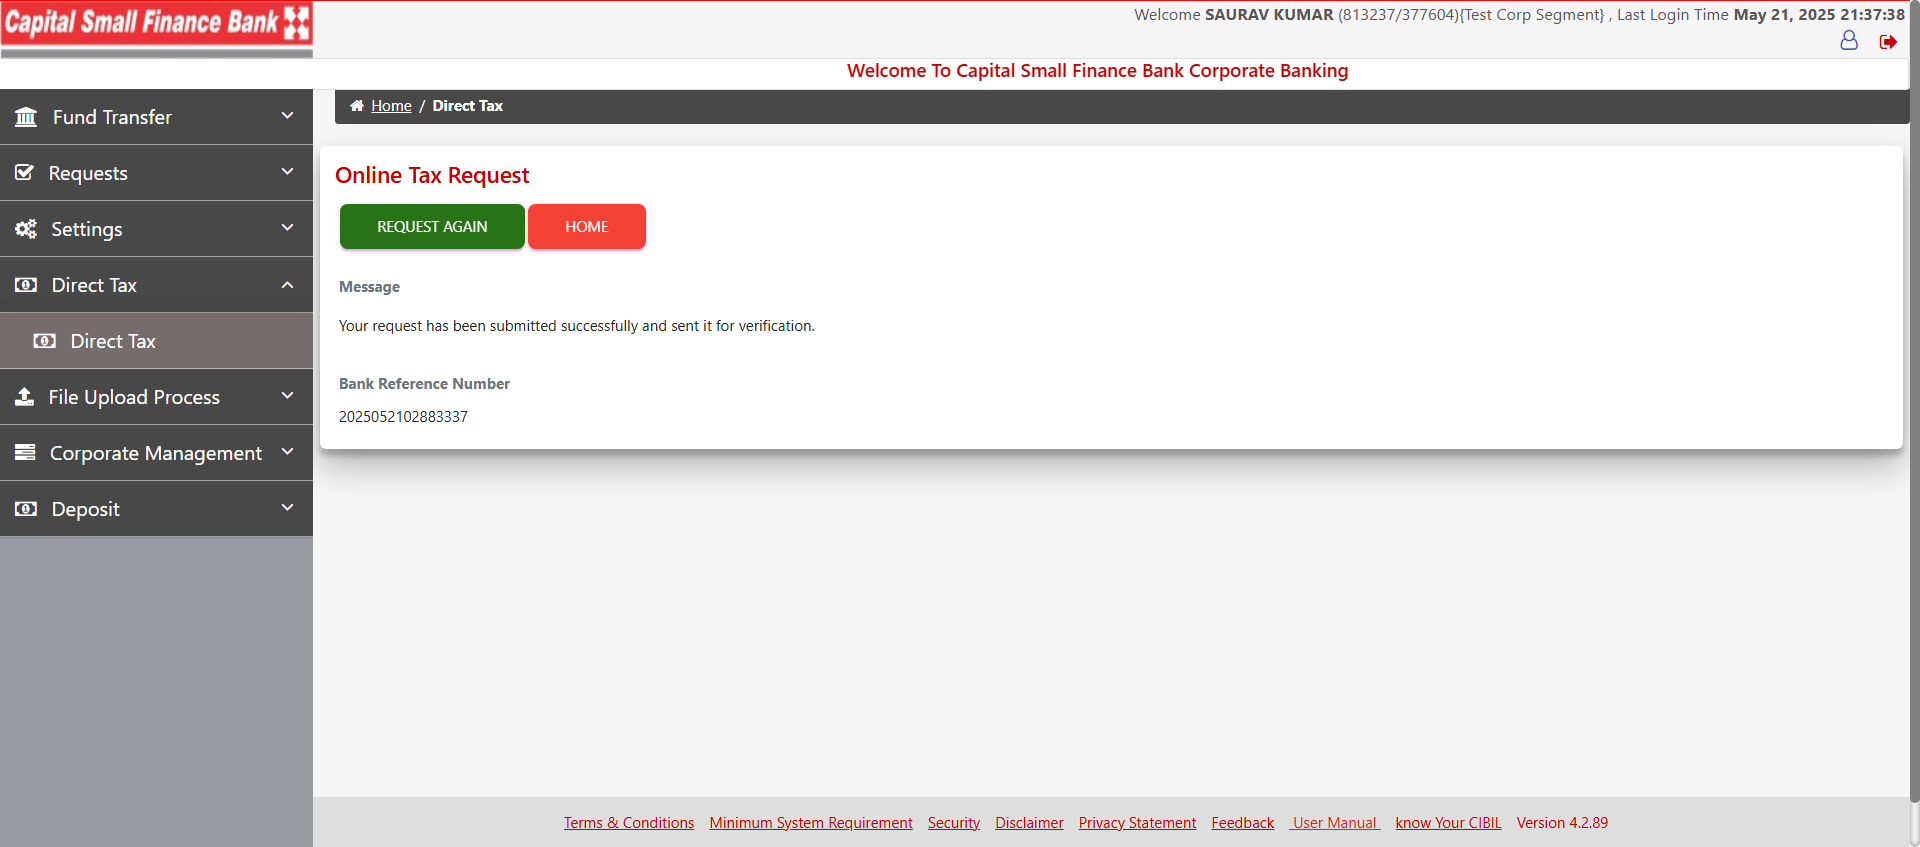 Capital Small Finance Bank
Welcome SAURAV KUMAR (813237/377604){Test Corp Segment} , Last Login Time May 21, 2025 21:37:38
Welcome To Capital Small Finance Bank Corporate Banking
Home / Direct Tax
Fund Transfer
Requests
Settings
Direct Tax
Direct Tax
File Upload Process
Corporate Management
Deposit
Online Tax Request
REQUEST AGAIN HOME
Message
Your request has been submitted successfully and sent it for verification.
Bank Reference Number
2025052102883337
Terms & Conditions Minimum System Requirement Security Disclaimer Privacy Statement Feedback User Manual know Your CIBIL Version 4.2.89